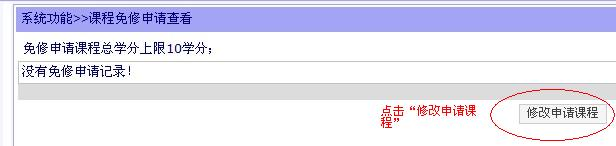 系统功能>>课程免修申请查看
免修申请课程总学分上限10学分;
没有免修申请记录!
点击“修改申请课
程”
修改申请课程